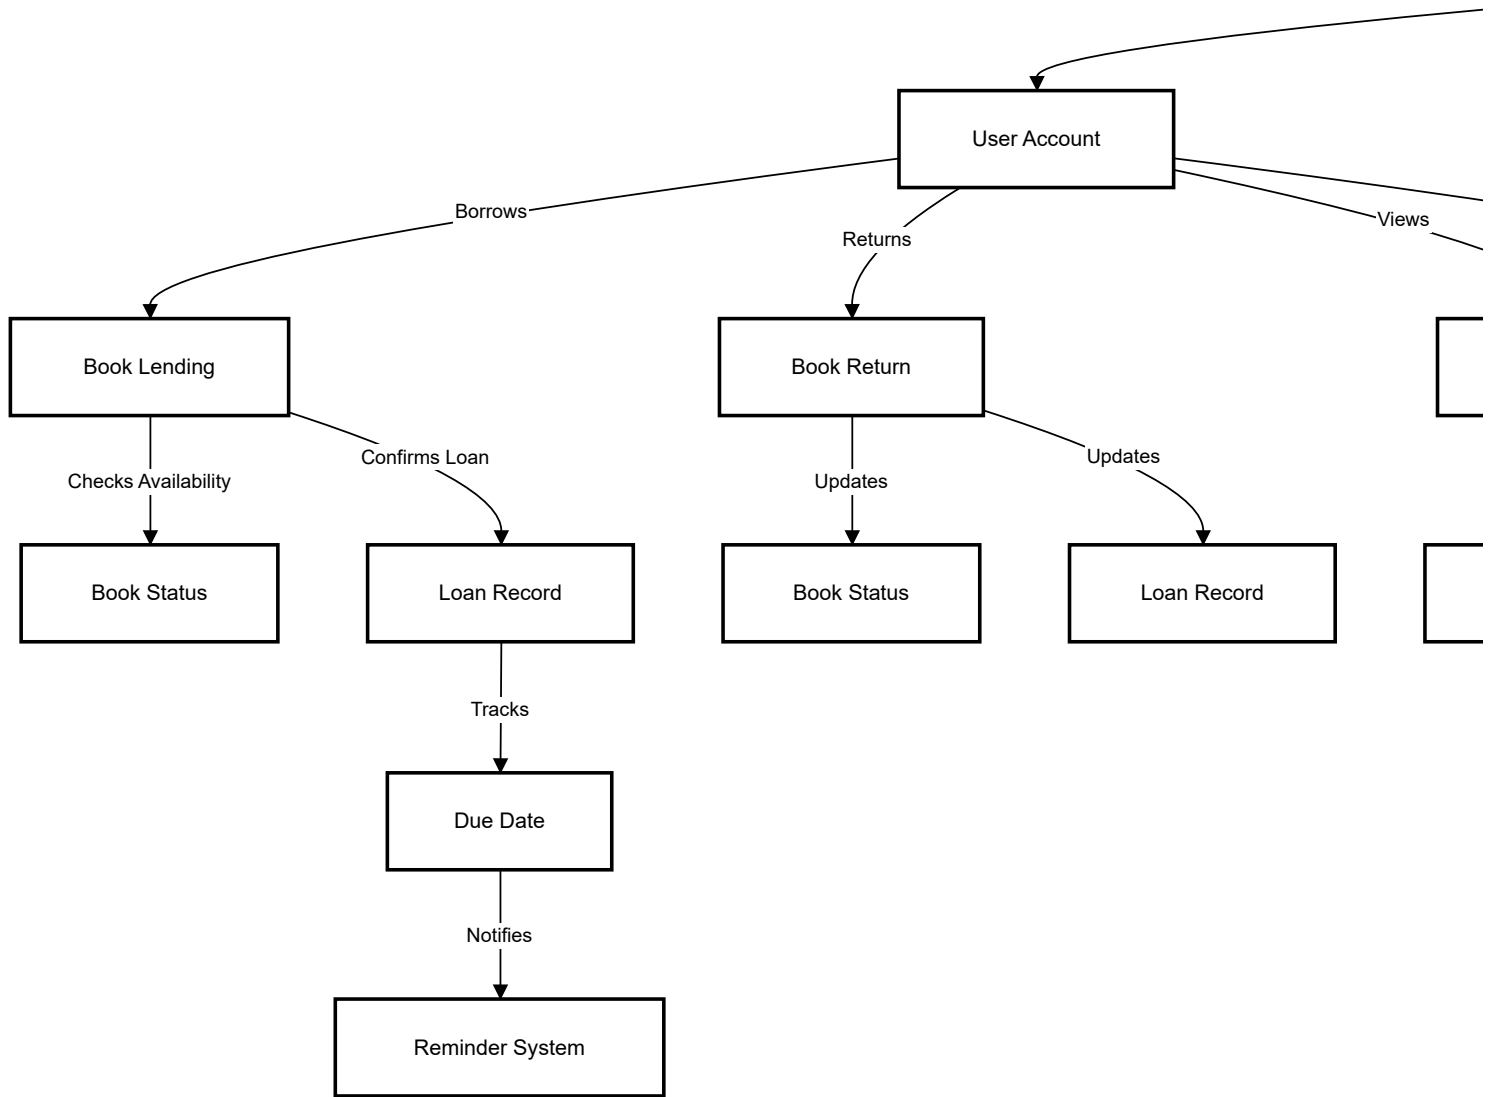 User Account
Borrows
Returns
Views
Book Lending
Book Return
Checks Availability
Confirms Loan
Updates
Updates
Book Status
Loan Record
Book Status
Loan Record
Tracks
Due Date
Notifies
Reminder System